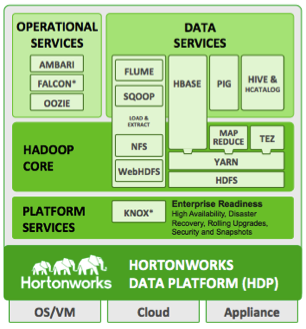 OPERATIONAL
SERVICES
AMBARI
FALCON*
OOZIE
DATA
SERVICES
FLUME
SQOOP
LOAD &
EXTRACT
NFS
WebHDFS
HBASE
PIG
HIVE &
HCATALOG
HADOOP
CORE
MAP
REDUCE
TEZ
YARN
HDFS
PLATFORM
SERVICES
KNOX*
Enterprise Readiness
High Availability, Disaster
Recovery, Rolling Upgrades,
Security and Snapshots
Hortonworks
HORTONWORKS
DATA PLATFORM (HDP)
OS/VM
Cloud
Appliance